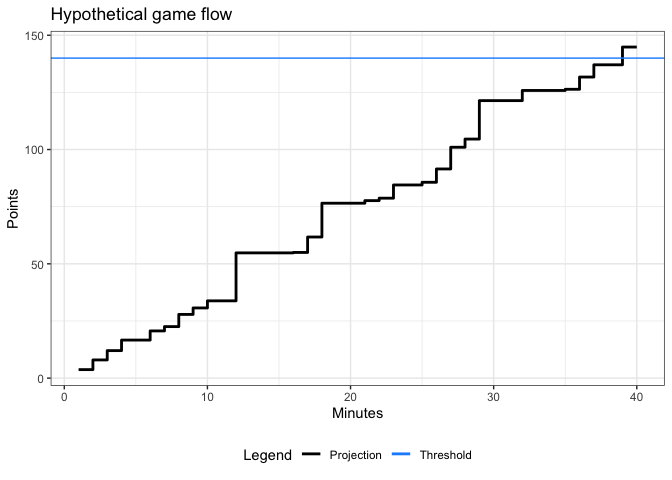 Hypothetical game flow
150
100
50
0
Points
0 10 20 30 40
Minutes
Legend Projection Threshold